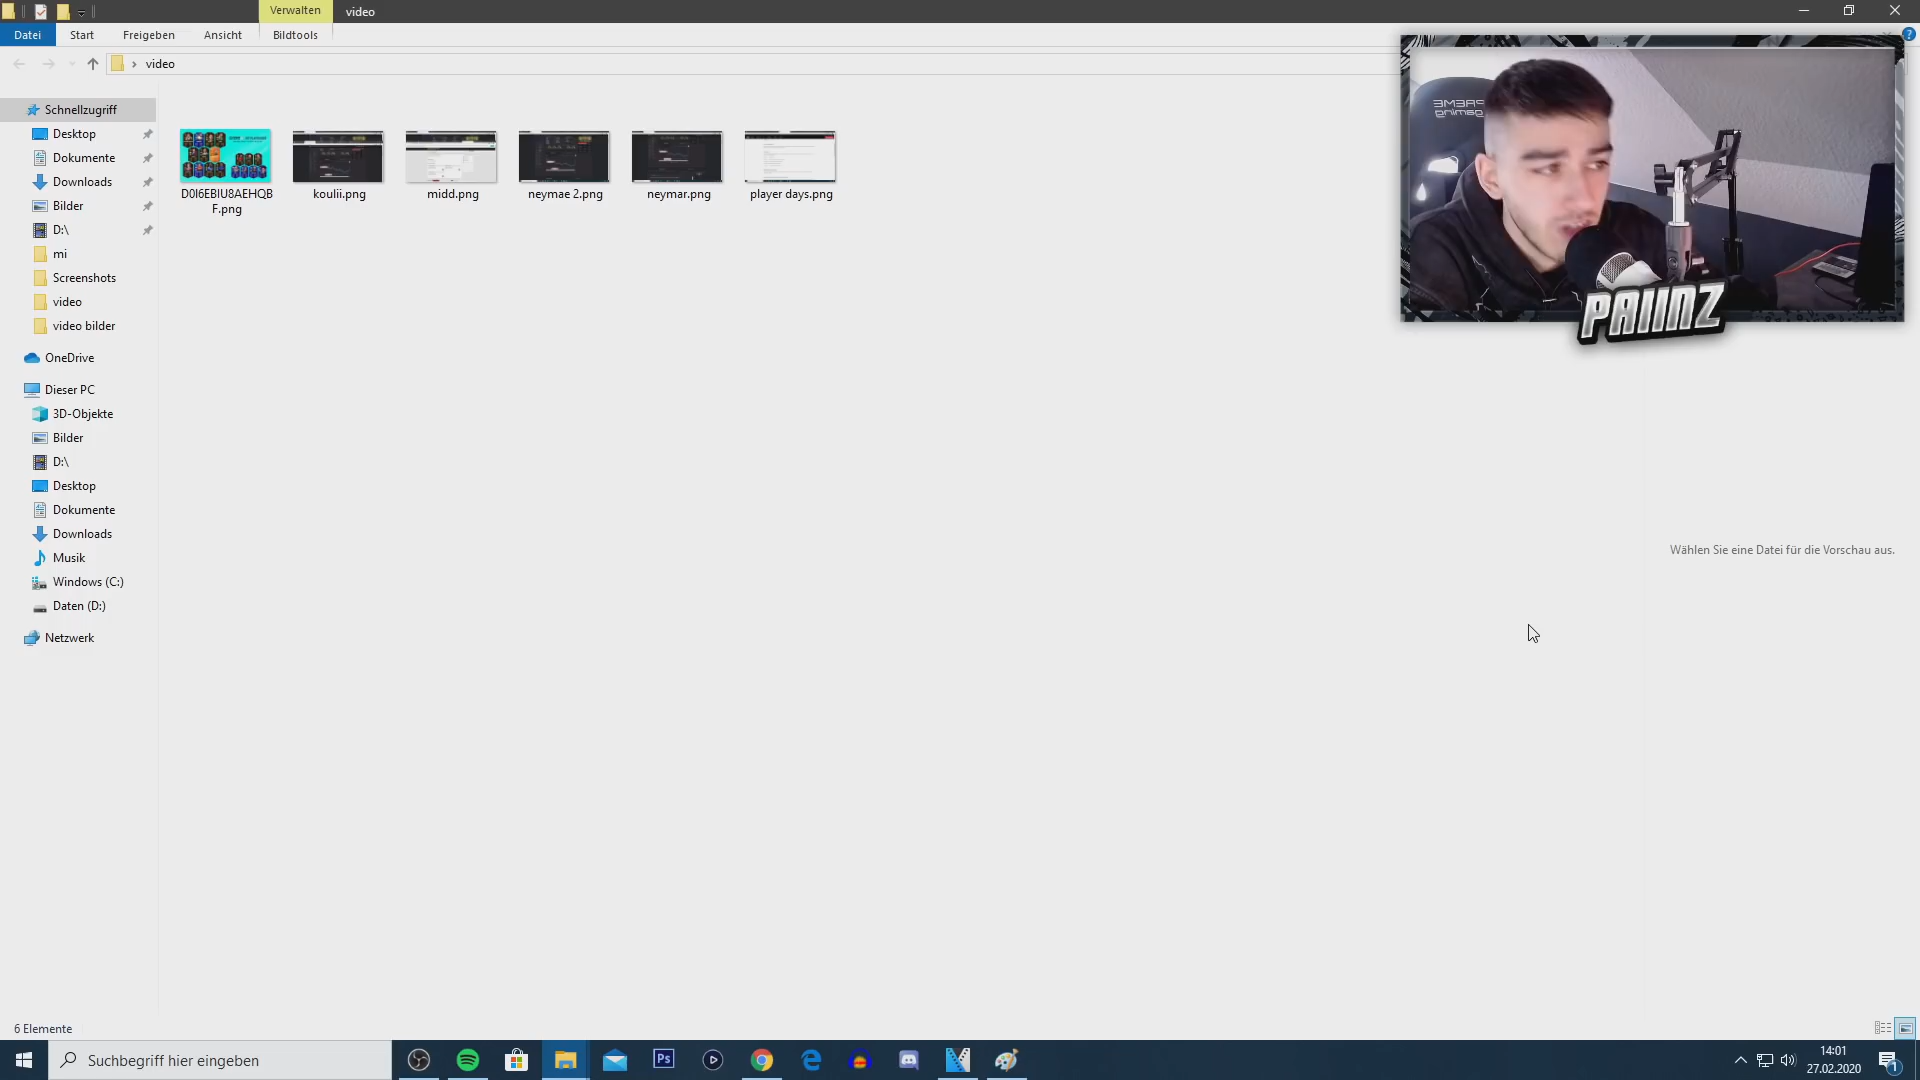 Verwalten
video
Datei
Start
Freigeben
Ansicht
Bildtools
video
Schnellzugriff
Desktop
Dokumente
Downloads
Bilder
D:\
mi
Screenshots
video
video bilder
OneDrive
Dieser PC
3D-Objekte
Bilder
D:\
Desktop
Dokumente
Downloads
Musik
Windows (C:)
Daten (D:)
Netzwerk
D0I6EBIU8AEHQB
F.png
koulii.png
midd.png
neymae 2.png
neymar.png
player days.png
PAIINZ
Wählen Sie eine Datei für die Vorschau aus.
6 Elemente
Suchbegriff hier eingeben
Ps
14:01
27.02.2020
1